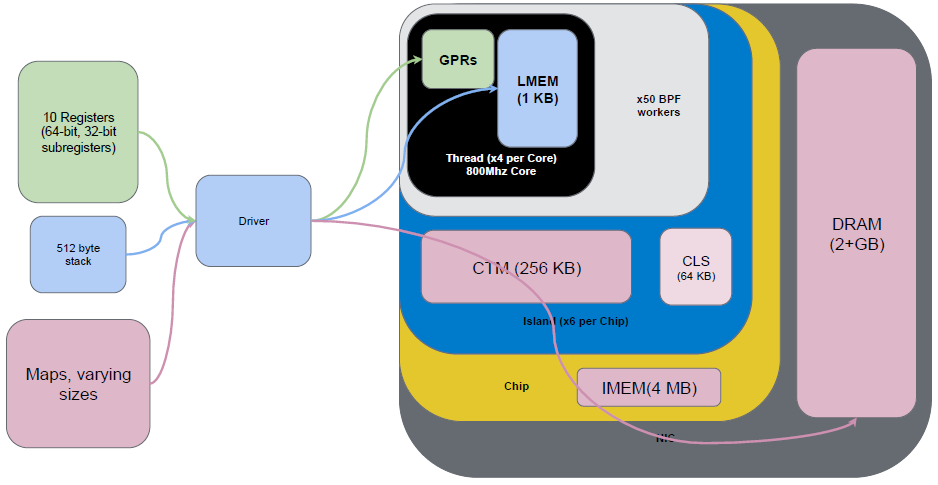 10 Registers
(64-bit, 32-bit
subregisters)
512 byte
stack
Maps, varying
sizes
Driver
GPRs
LMEM
(1 KB)
Thread (x4 per Core)
800Mhz Core
x50 BPF
workers
CTM (256 KB)
CLS
(64 KB)
Island (x6 per Chip)
Chip
IMEM(4 MB)
NIC
DRAM
(2+GB)